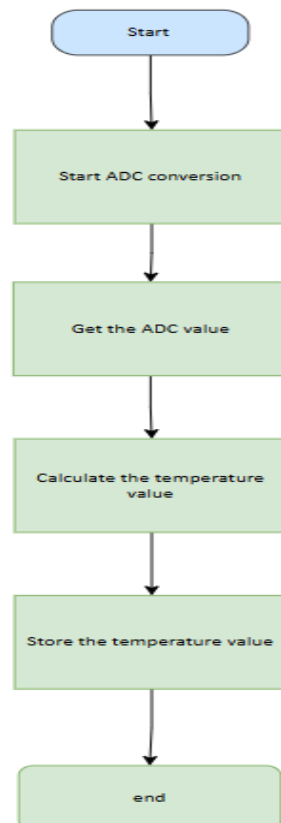 Start
Start ADC conversion
Get the ADC value
Calculate the temperature
value
Store the temperature value
end